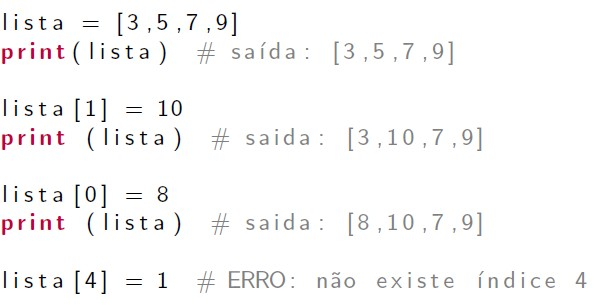 lista = [3,5,7,9]
print(lista) # saída: [3,5,7,9]
lista[1] = 10
print (lista) # saida: [3,10,7,9]
lista[0] = 8
print (lista) # saida: [8,10,7,9]
lista[4] = 1 # ERRO: não existe índice 4